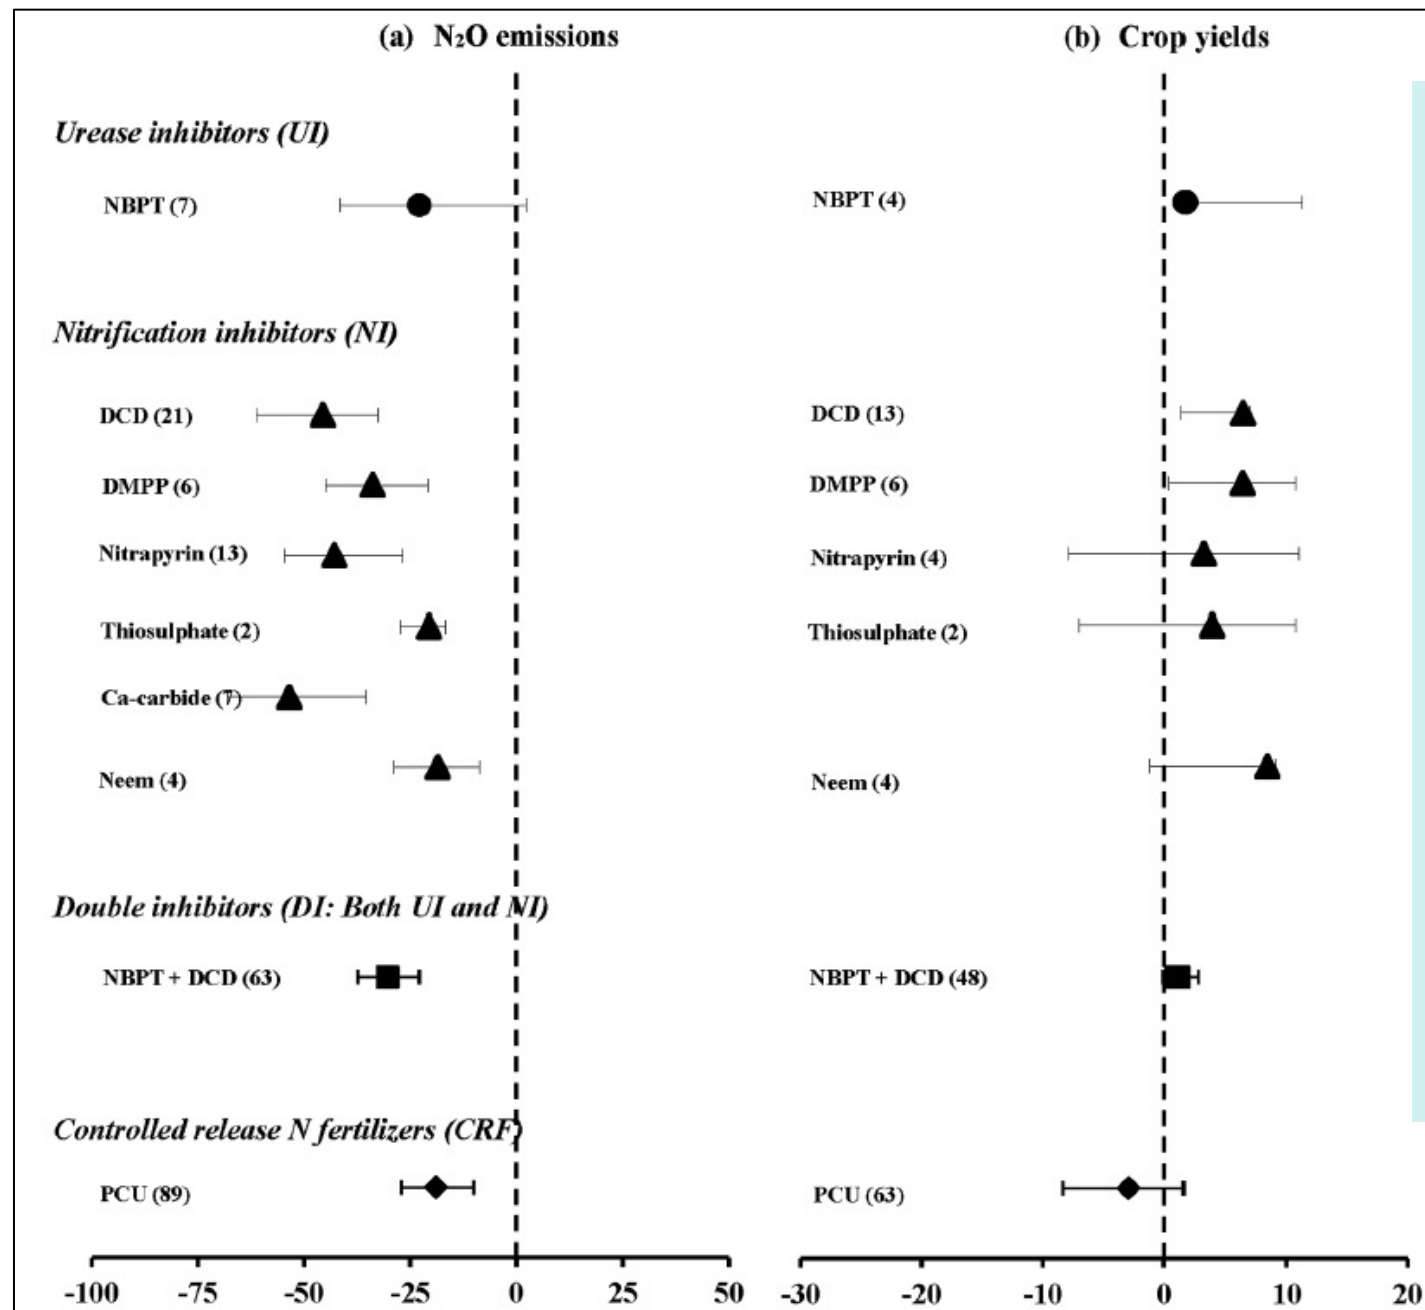 (a) N₂O emissions
(b) Crop yields
Urease inhibitors (UI)
NBPT (7)
NBPT (4)
Nitrification inhibitors (NI)
DCD (21)
DCD (13)
DMPP (6)
DMPP (6)
Nitrapyrin (13)
Nitrapyrin (4)
Thiosulphate (2)
Thiosulphate (2)
Ca-carbide (7)
Neem (4)
Neem (4)
Double inhibitors (DI: Both UI and NI)
NBPT + DCD (63)
NBPT + DCD (48)
Controlled release N fertilizers (CRF)
PCU (89)
PCU (63)
-100 -75 -50 -25 0 25 50
-30 -20 -10 0 10 20